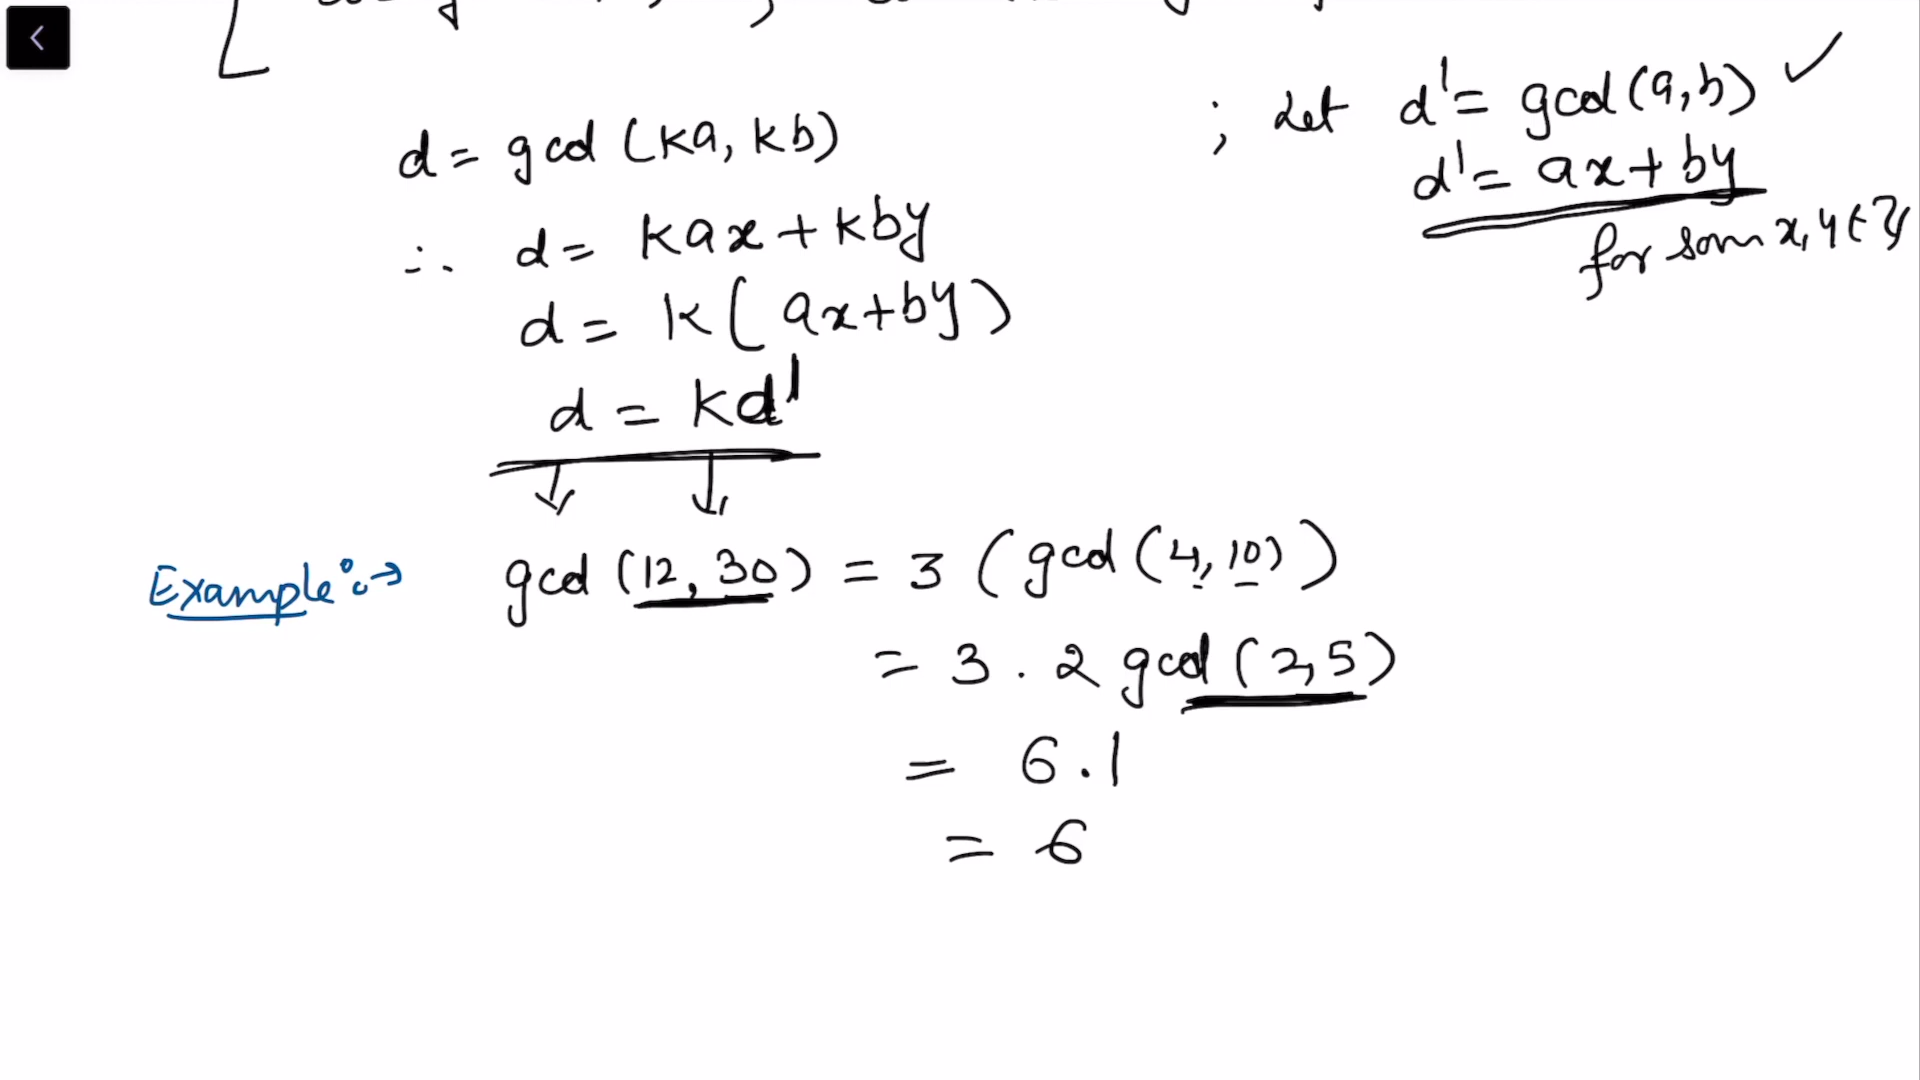 d = gcd (ka, kb)
; Let d' = gcd (a, b) ✓
d' = ax + by
for som x, y ∈ ℤ
∴ d = kax + kby
d = k ( ax + by )
d = kd'
Example :→ gcd (12, 30) = 3 ( gcd (4, 10) )
= 3 . 2 gcd (2, 5)
= 6 . 1
= 6